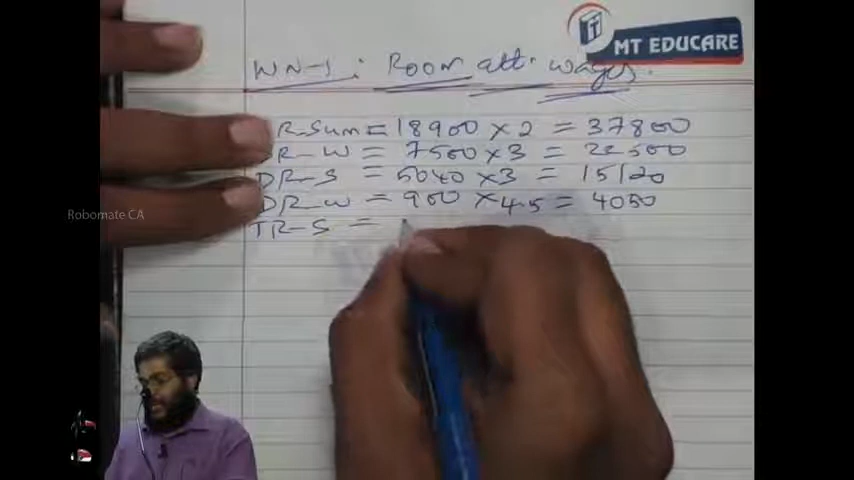 MT EDUCARE
WN-1 : Room att. wages.
R-Sum = 18900 x 2 = 37800
R-W = 7500 x 3 = 22500
DR-S = 5040 x 3 = 15120
DR-W = 900 x 4.5 = 4050
TR-S =
Robomate CA